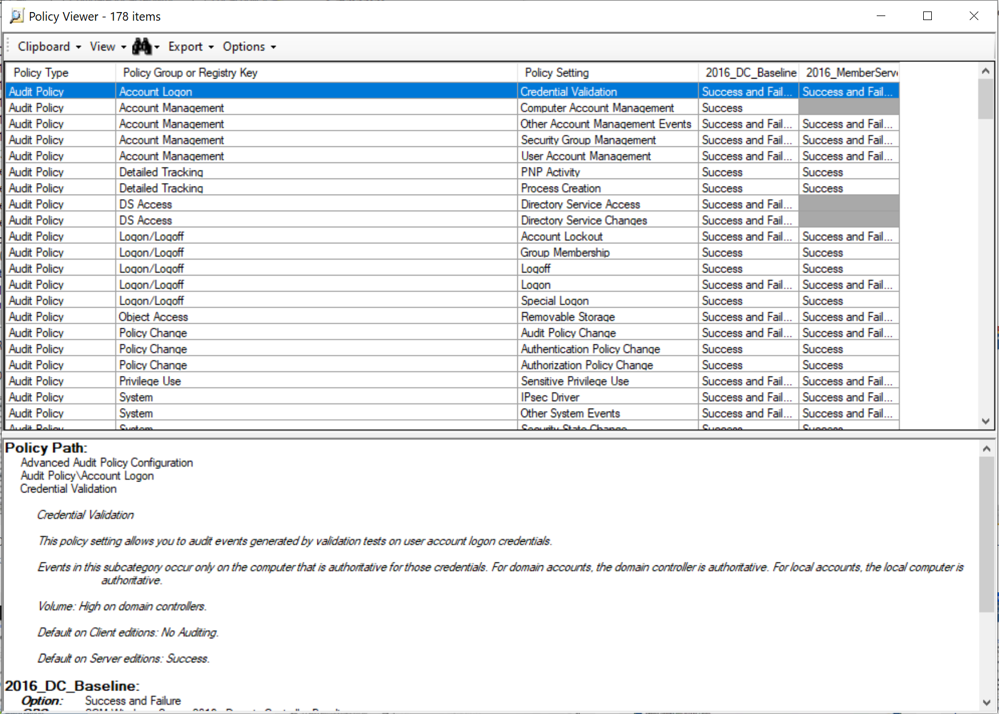 Policy Viewer - 178 items
Clipboard View Export Options
Policy Type Policy Group or Registry Key Policy Setting 2016_DC_Baseline 2016_MemberServ
Audit Policy Account Logon Credential Validation Success and Fail... Success and Fail...
Audit Policy Account Management Computer Account Management Success
Audit Policy Account Management Other Account Management Events Success and Fail... Success and Fail...
Audit Policy Account Management Security Group Management Success and Fail... Success and Fail...
Audit Policy Account Management User Account Management Success and Fail... Success and Fail...
Audit Policy Detailed Tracking PNP Activity Success Success
Audit Policy Detailed Tracking Process Creation Success Success
Audit Policy DS Access Directory Service Access Success and Fail...
Audit Policy DS Access Directory Service Changes Success and Fail...
Audit Policy Logon/Logoff Account Lockout Success and Fail... Success and Fail...
Audit Policy Logon/Logoff Group Membership Success Success
Audit Policy Logon/Logoff Logoff Success Success
Audit Policy Logon/Logoff Logon Success and Fail... Success and Fail...
Audit Policy Logon/Logoff Special Logon Success Success
Audit Policy Object Access Removable Storage Success and Fail... Success and Fail...
Audit Policy Policy Change Audit Policy Change Success and Fail... Success and Fail...
Audit Policy Policy Change Authentication Policy Change Success Success
Audit Policy Policy Change Authorization Policy Change Success Success
Audit Policy Privilege Use Sensitive Privilege Use Success and Fail... Success and Fail...
Audit Policy System IPsec Driver Success and Fail... Success and Fail...
Audit Policy System Other System Events Success and Fail... Success and Fail...
Audit Policy System Security State Change Success Success
Policy Path:
Advanced Audit Policy Configuration
Audit Policy\Account Logon
Credential Validation
Credential Validation
This policy setting allows you to audit events generated by validation tests on user account logon credentials.
Events in this subcategory occur only on the computer that is authoritative for those credentials. For domain accounts, the domain controller is authoritative. For local accounts, the local computer is
authoritative.
Volume: High on domain controllers.
Default on Client editions: No Auditing.
Default on Server editions: Success.
2016_DC_Baseline:
Option: Success and Failure